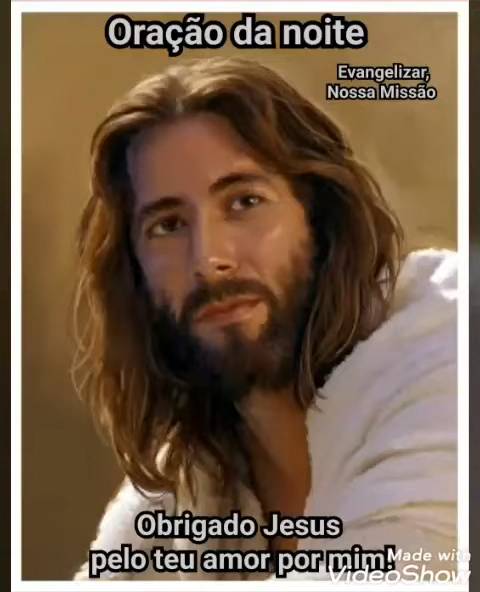 Oração da noite
Evangelizar,
Nossa Missão
Obrigado Jesus
pelo teu amor por mim!
Made with
VideoShow